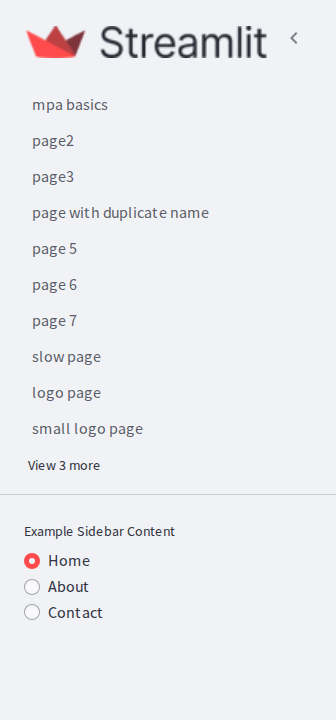 Streamlit
mpa basics
page2
page3
page with duplicate name
page 5
page 6
page 7
slow page
logo page
small logo page
View 3 more
Example Sidebar Content
Home
About
Contact